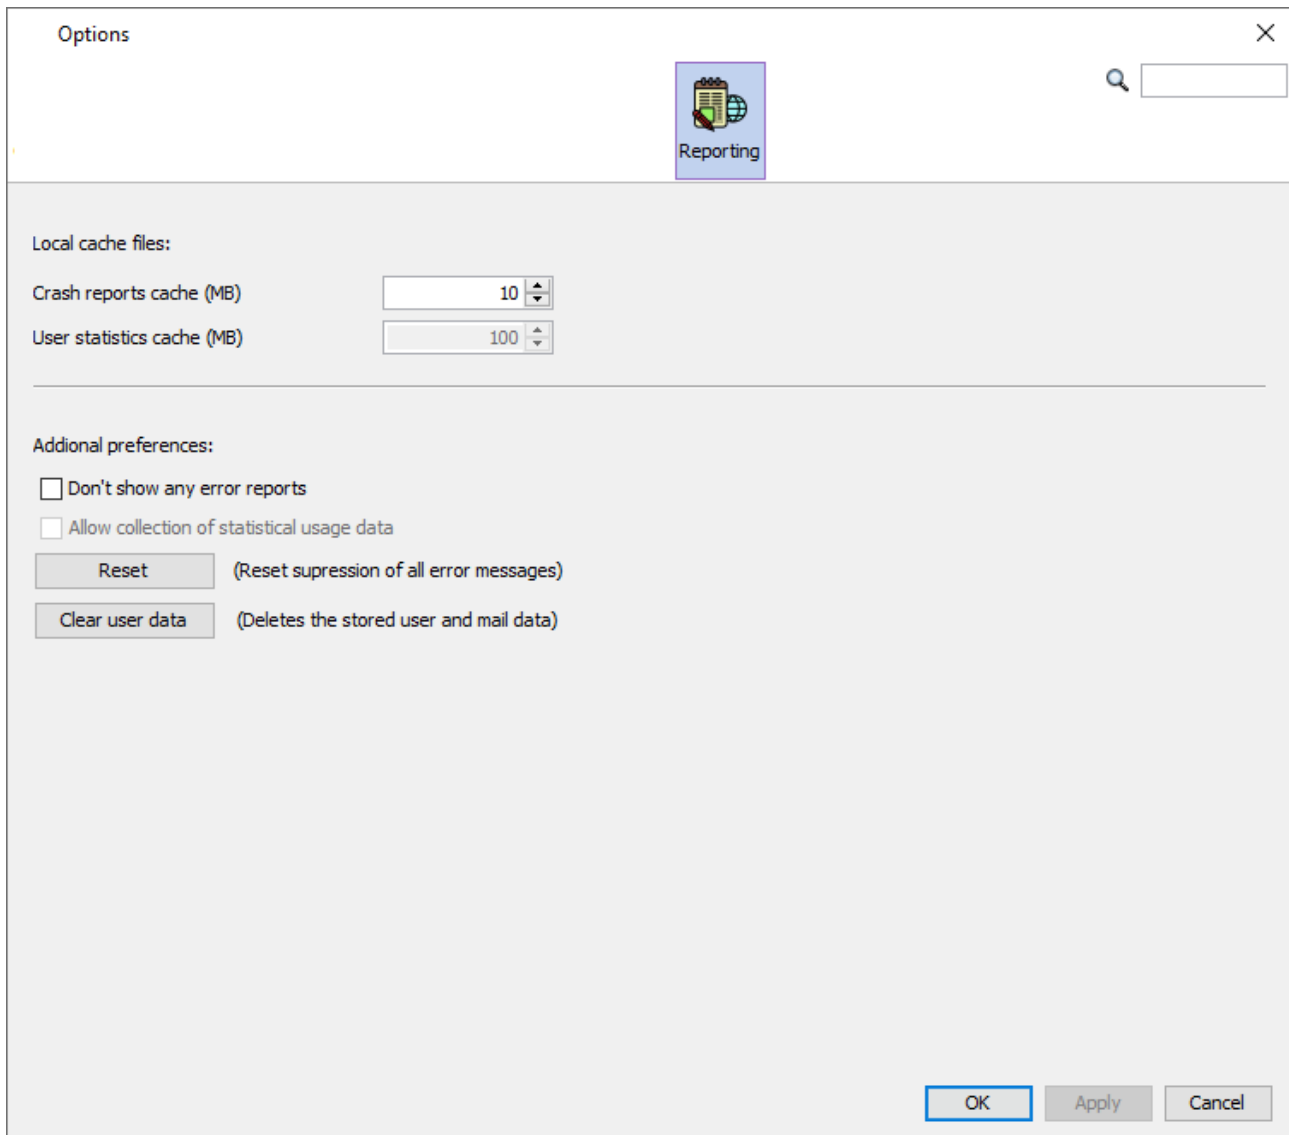 Options
Reporting
Local cache files:
Crash reports cache (MB) 10
User statistics cache (MB) 100
Addional preferences:
Don't show any error reports
Allow collection of statistical usage data
Reset (Reset supression of all error messages)
Clear user data (Deletes the stored user and mail data)
OK Apply Cancel